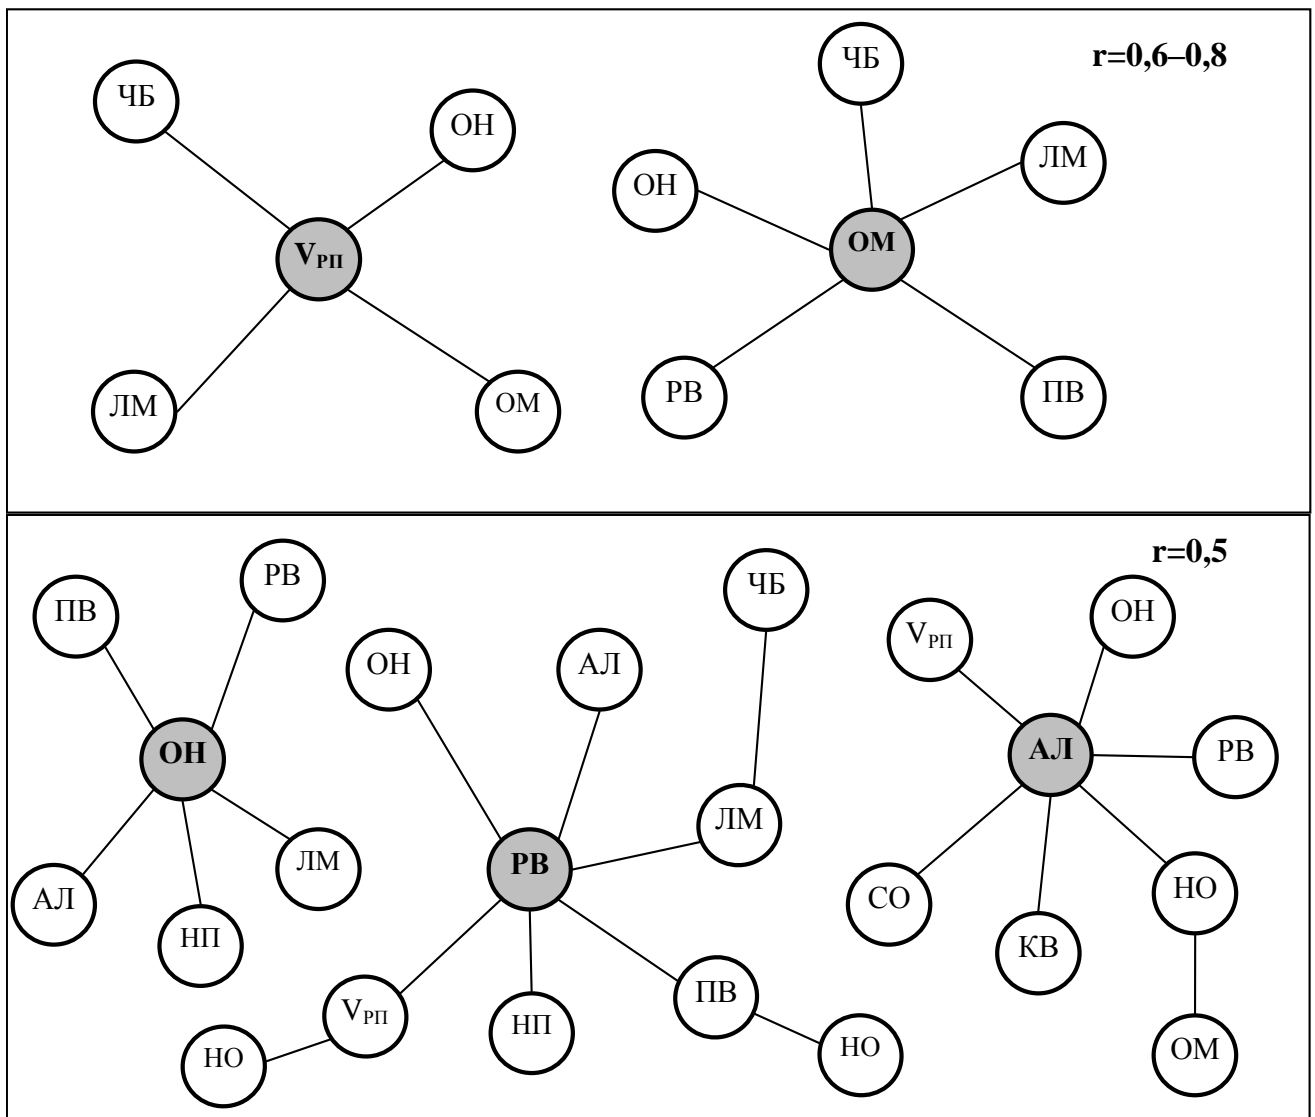 r=0,6–0,8
ЧБ
ОН
VРП
ЛМ
ОМ
ЧБ
ЛМ
ОН
ОМ
РВ
ПВ
r=0,5
ПВ
РВ
ОН
АЛ
НП
ЛМ
ОН
АЛ
ЧБ
ЛМ
РВ
VРП
НП
ПВ
НО
НО
VРП
ОН
АЛ
РВ
СО
КВ
НО
ОМ